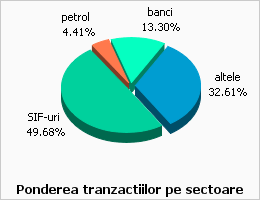 petrol
4.41%
banci
13.30%
altele
32.61%
SIF-uri
49.68%
Ponderea tranzactiilor pe sectoare